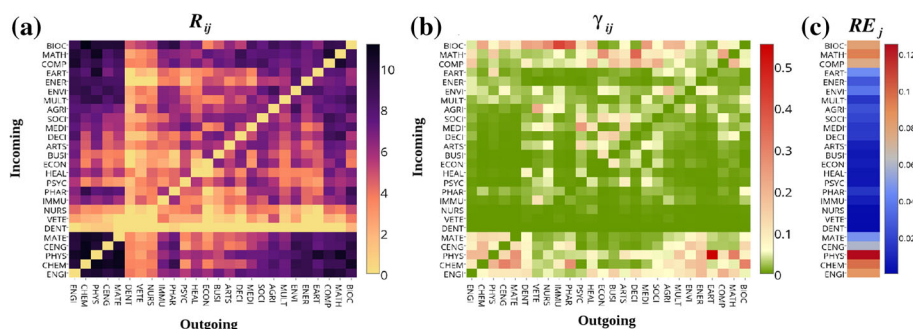 (a) R_ij
(b) γ_ij
(c) RE_j
Incoming
BIOC
MATH
COMP
EART
ENER
ENVI
MULT
AGRI
SOCI
MEDI
DECI
ARTS
BUSI
ECON
HEAL
PSYC
PHAR
IMMU
NURS
VETE
DENT
MATE
CENG
PHYS
CHEM
ENGI
ENGI CHEM PHYS CENG MATE DENT VETE NURS IMMU PHAR PSYC HEAL ECON BUSI ARTS DECI MEDI SOCI AGRI MULT ENVI ENER EART COMP MATH BIOC
Outgoing
10
8
6
4
2
0
Incoming
BIOC
MATH
COMP
EART
ENER
ENVI
MULT
AGRI
SOCI
MEDI
DECI
ARTS
BUSI
ECON
HEAL
PSYC
PHAR
IMMU
NURS
VETE
DENT
MATE
CENG
PHYS
CHEM
ENGI
ENGI CHEM PHYS CENG MATE DENT VETE NURS IMMU PHAR PSYC HEAL ECON BUSI ARTS DECI MEDI SOCI AGRI MULT ENVI ENER EART COMP MATH BIOC
Outgoing
0.5
0.4
0.3
0.2
0.1
0
BIOC
MATH
COMP
EART
ENER
ENVI
MULT
AGRI
SOCI
MEDI
DECI
ARTS
BUSI
ECON
HEAL
PSYC
PHAR
IMMU
NURS
VETE
DENT
MATE
CENG
PHYS
CHEM
ENGI
0.12
0.10
0.08
0.06
0.04
.02